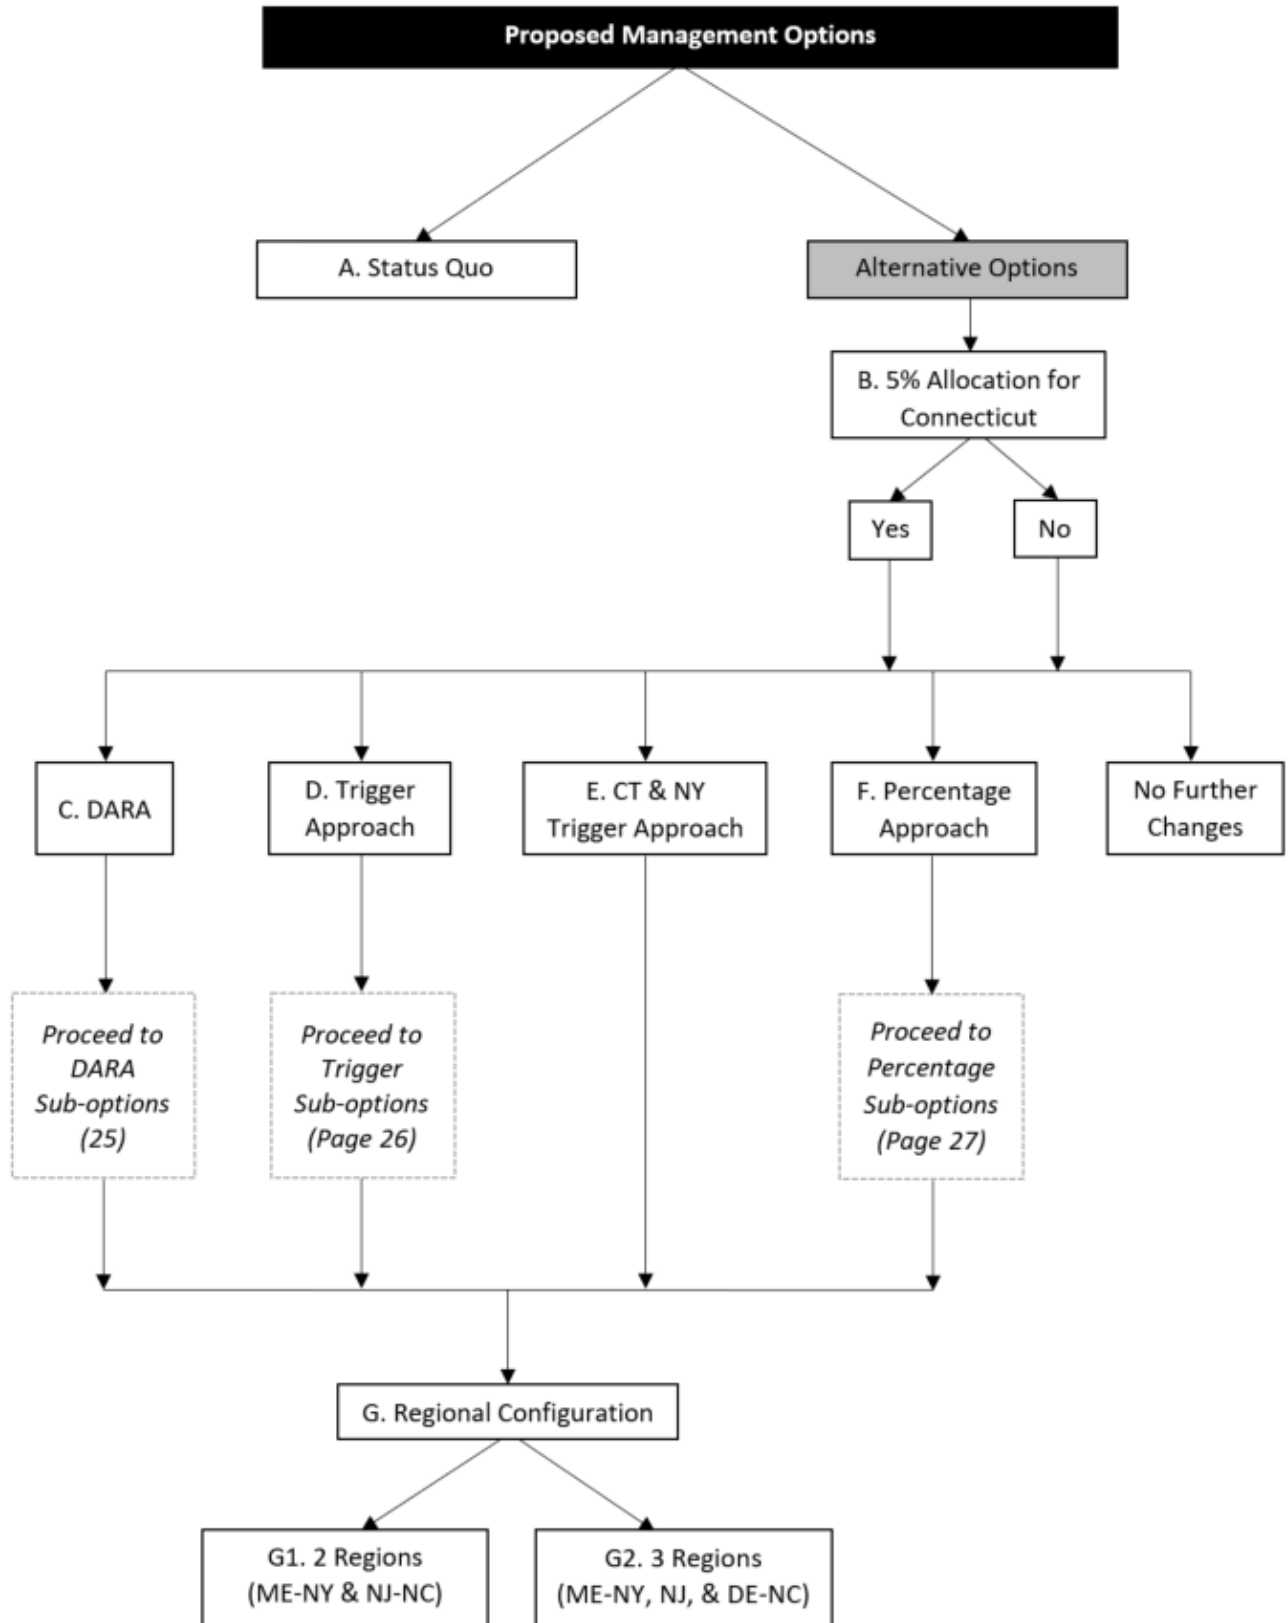 Proposed Management Options
A. Status Quo
Alternative Options
B. 5% Allocation for
Connecticut
Yes
No
C. DARA
D. Trigger
Approach
E. CT & NY
Trigger Approach
F. Percentage
Approach
No Further
Changes
Proceed to
DARA
Sub-options
(25)
Proceed to
Trigger
Sub-options
(Page 26)
Proceed to
Percentage
Sub-options
(Page 27)
G. Regional Configuration
G1. 2 Regions
(ME-NY & NJ-NC)
G2. 3 Regions
(ME-NY, NJ, & DE-NC)